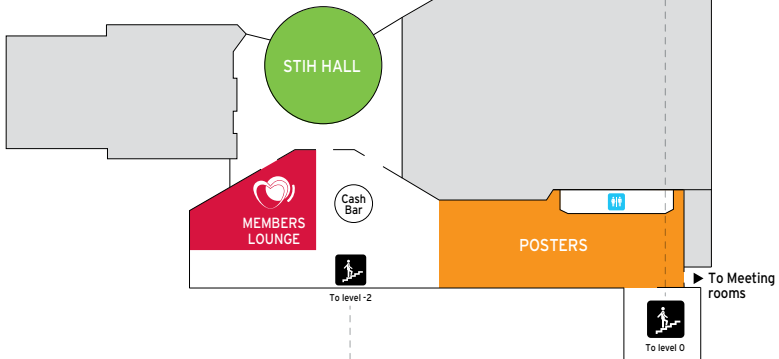 STIH HALL
Cash
Bar
MEMBERS
LOUNGE
POSTERS
To level -2
To Meeting
rooms
To level 0